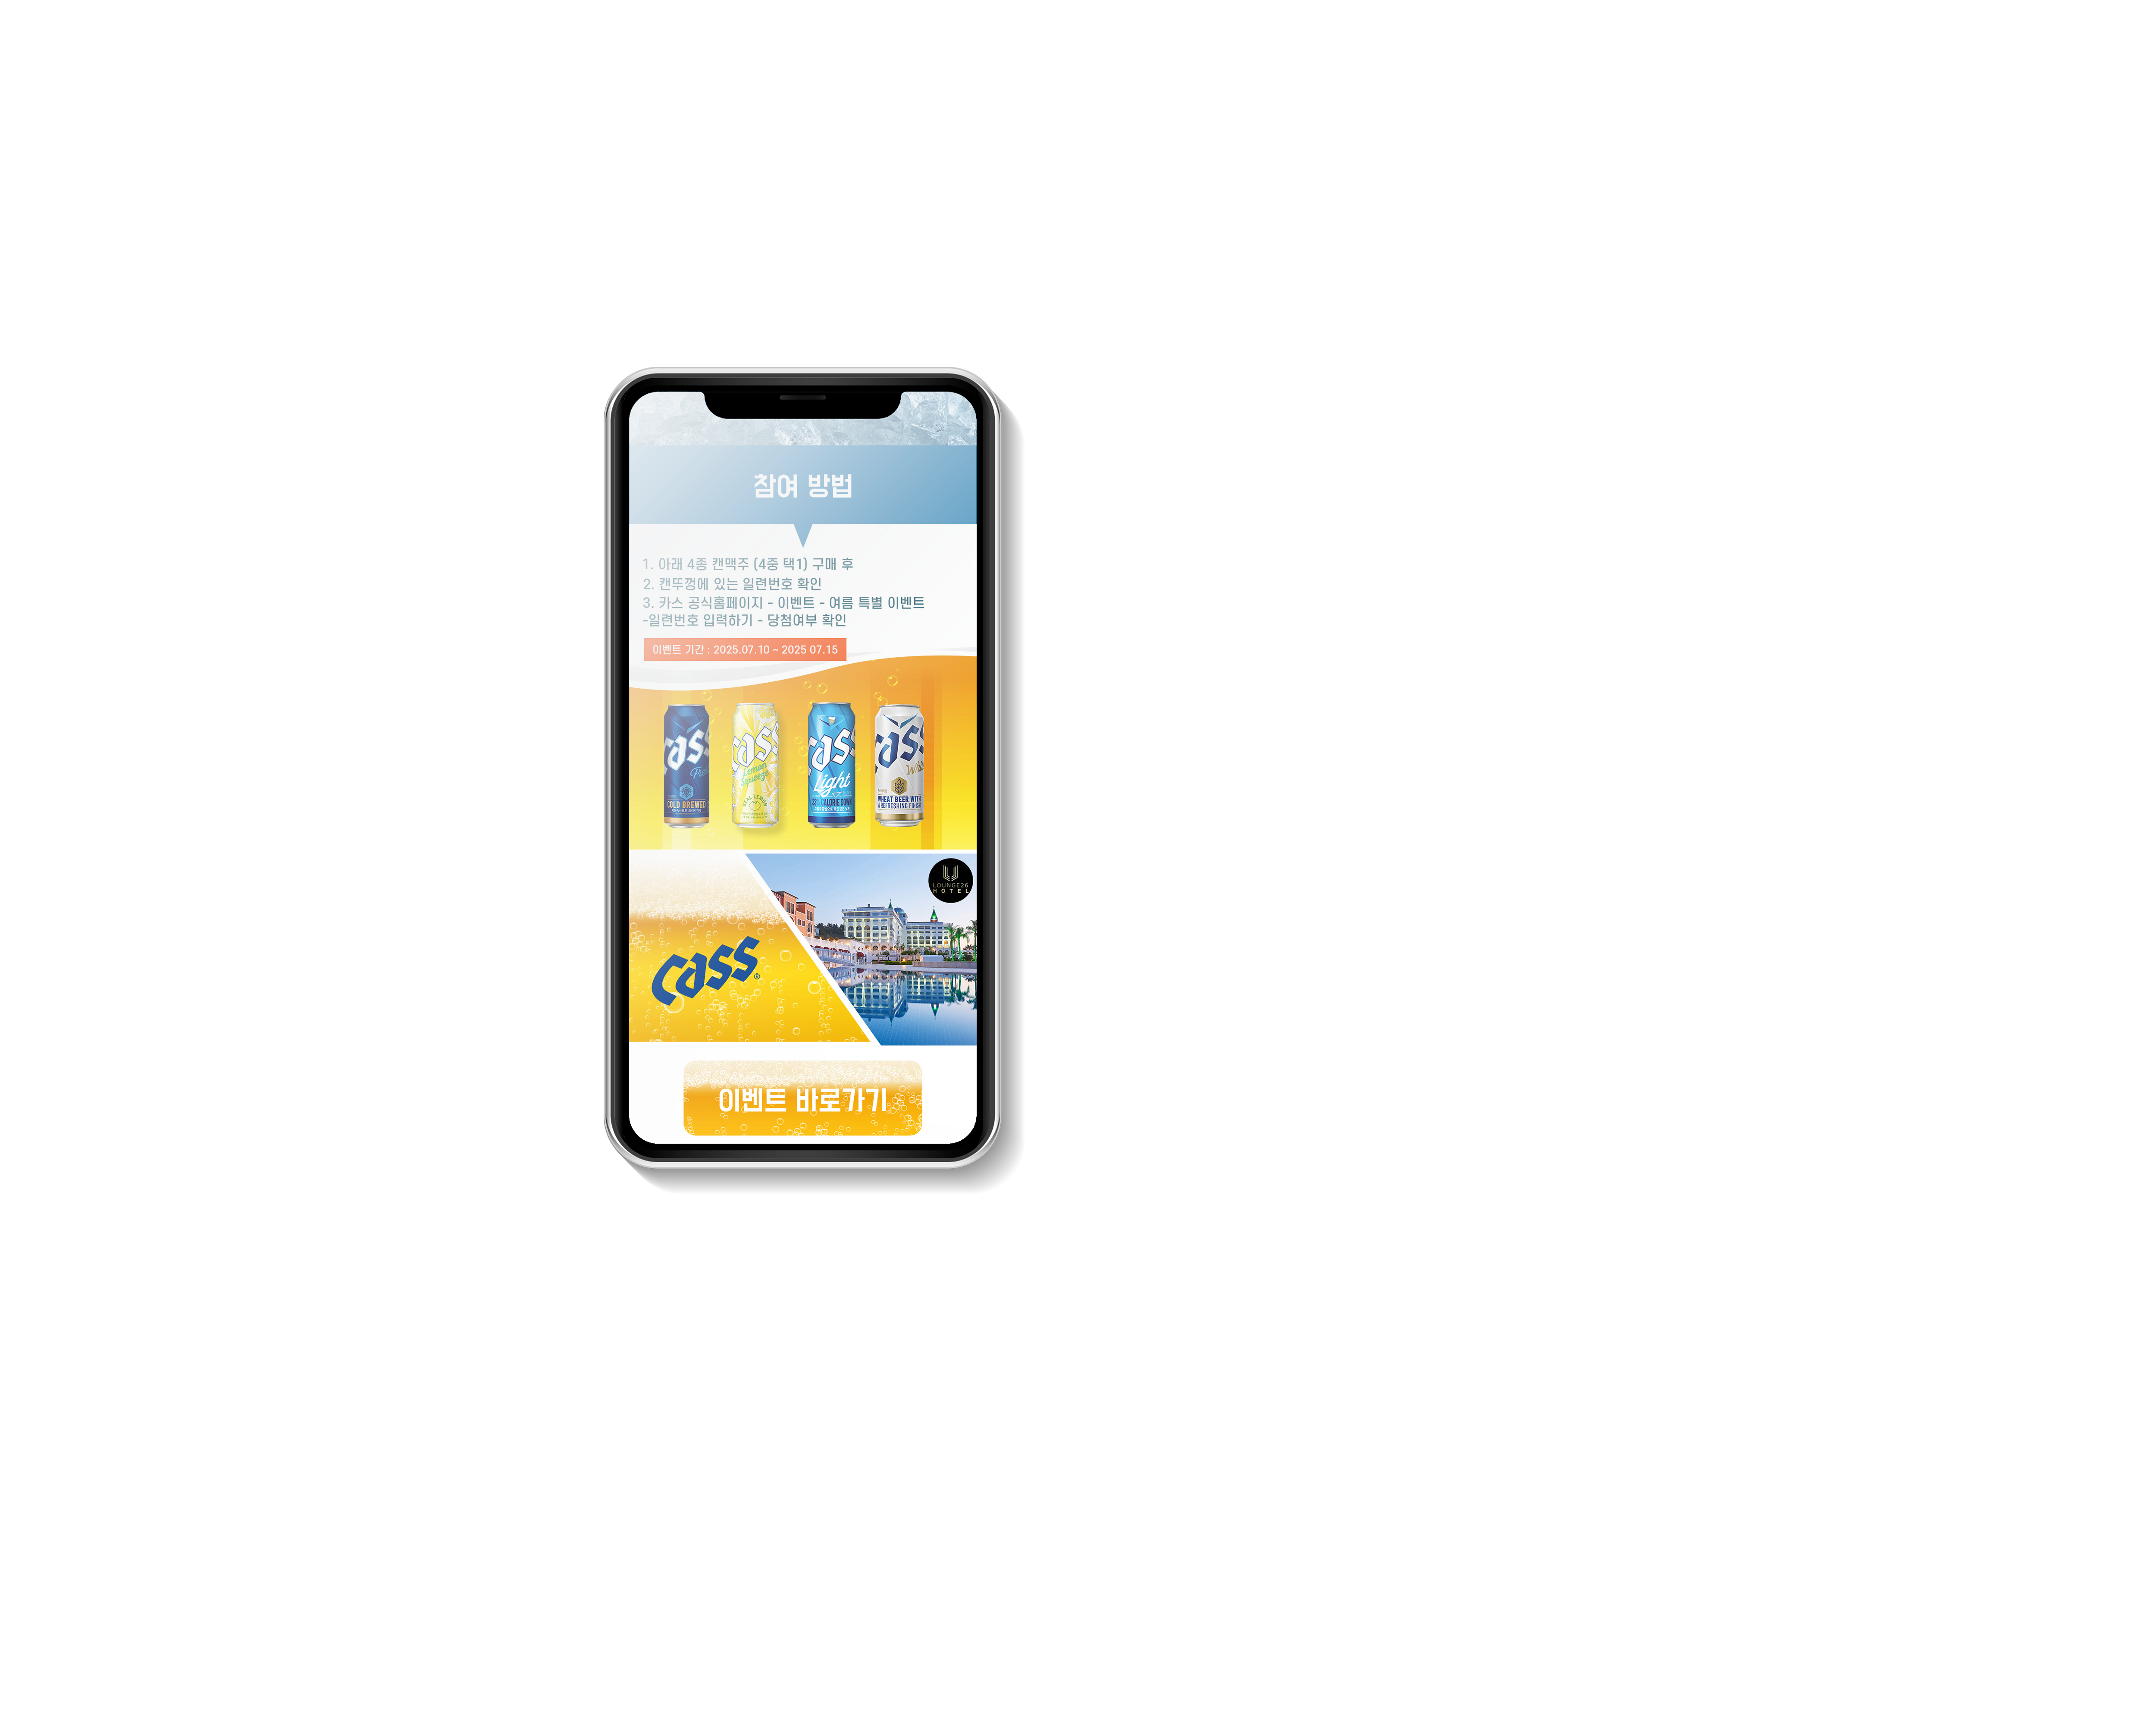 참여 방법
1. 아래 4종 캔맥주 (4중 택1) 구매 후
2. 캔뚜껑에 있는 일련번호 확인
3. 카스 공식홈페이지 - 이벤트 - 여름 특별 이벤트
-일련번호 입력하기 - 당첨여부 확인
이벤트 기간 : 2025.07.10 ~ 2025 07.15
Cass
COLD BREWED
Cass
Lemon
Squeeze
REAL LEMON
Cass
Light
33% CALORIE DOWN
Cass
WHEAT BEER WITH
A REFRESHING FINISH
LOUNGE26
HOTEL
Cass®
이벤트 바로가기